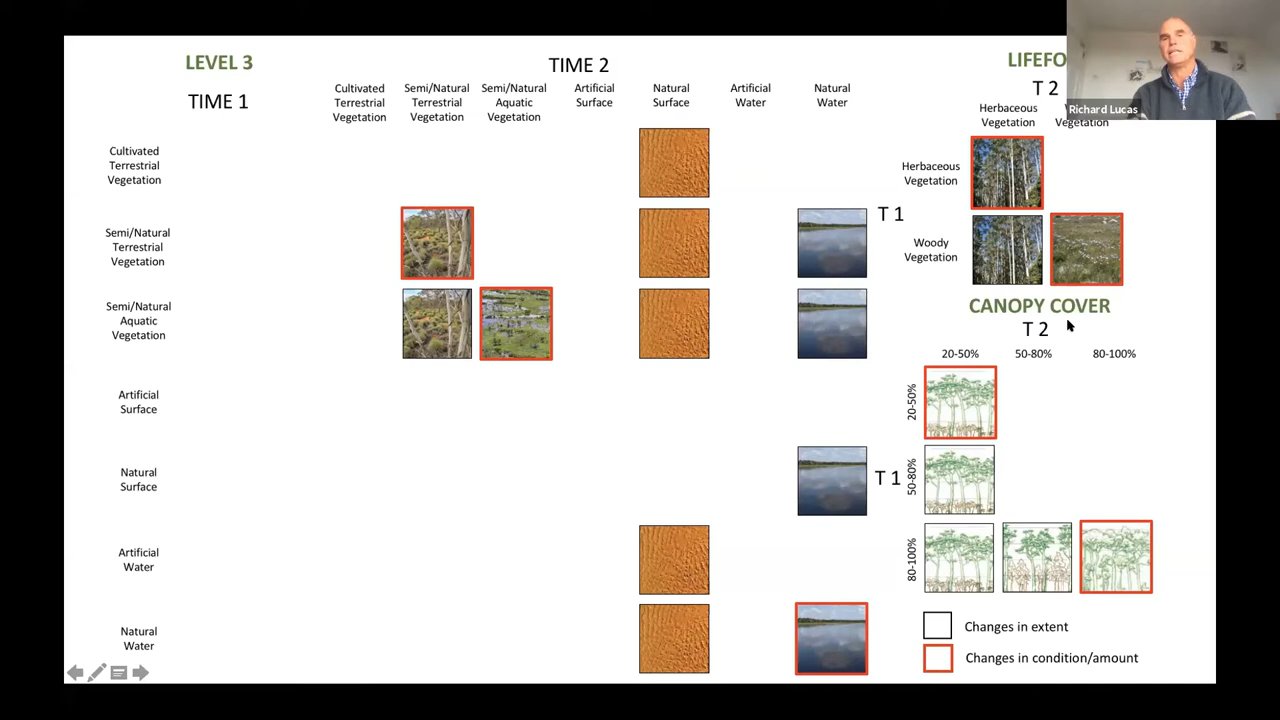 LEVEL 3
TIME 2
LIFEFO
TIME 1
T 2
Cultivated
Terrestrial
Vegetation
Semi/Natural
Terrestrial
Vegetation
Semi/Natural
Aquatic
Vegetation
Artificial
Surface
Natural
Surface
Artificial
Water
Natural
Water
Herbaceous
Vegetation
Vegetation
Richard Lucas
Cultivated
Terrestrial
Vegetation
Herbaceous
Vegetation
T 1
Semi/Natural
Terrestrial
Vegetation
Woody
Vegetation
Semi/Natural
Aquatic
Vegetation
CANOPY COVER
T 2
20-50%
50-80%
80-100%
Artificial
Surface
20-50%
Natural
Surface
T 1
50-80%
Artificial
Water
80-100%
Natural
Water
Changes in extent
Changes in condition/amount